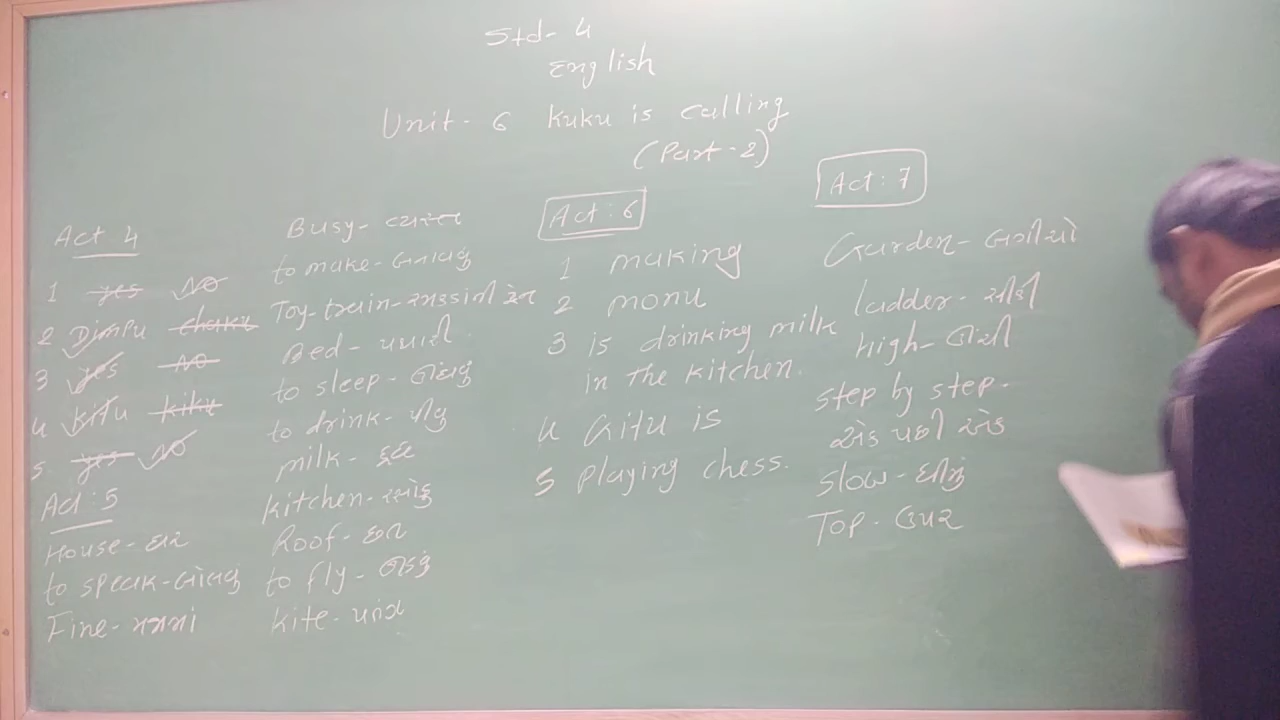 Std- 4
English
Unit- 6 Kuku is calling
(Part-2)
Act 4
1 yes No
2 Dimpu chaku
3 yes No
4 kitu kiku
5 yes No
Act: 5
House- ઘર
to speak- બોલવું
Fine- મજામાં
Busy- વ્યસ્ત
to make- બનાવવું
Toy-train- રમકડાંની ટ્રેન
Bed- પથારી
to sleep- ઊંઘવું
to drink- પીવું
milk- દૂધ
kitchen- રસોડું
Roof- છત
to fly- ઊડવું
kite- પતંગ
Act: 6
1 making
2 monu
3 is drinking milk
in the kitchen.
4 Kitu is
5 playing chess.
Act: 7
Garden- બગીચો
ladder- સીડી
High- ઊંચી
step by step-
એક પછી એક
slow- ધીમું
Top- ઉપર